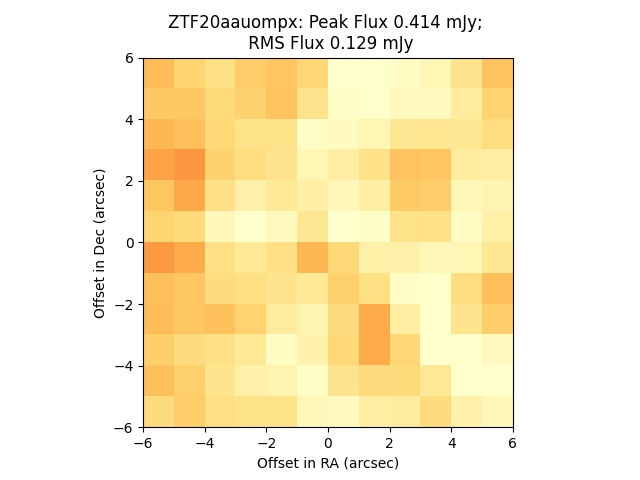 ZTF20aauompx: Peak Flux 0.414 mJy;
RMS Flux 0.129 mJy
6
4
2
0
−2
−4
−6
Offset in Dec (arcsec)
−6 −4 −2 0 2 4 6
Offset in RA (arcsec)